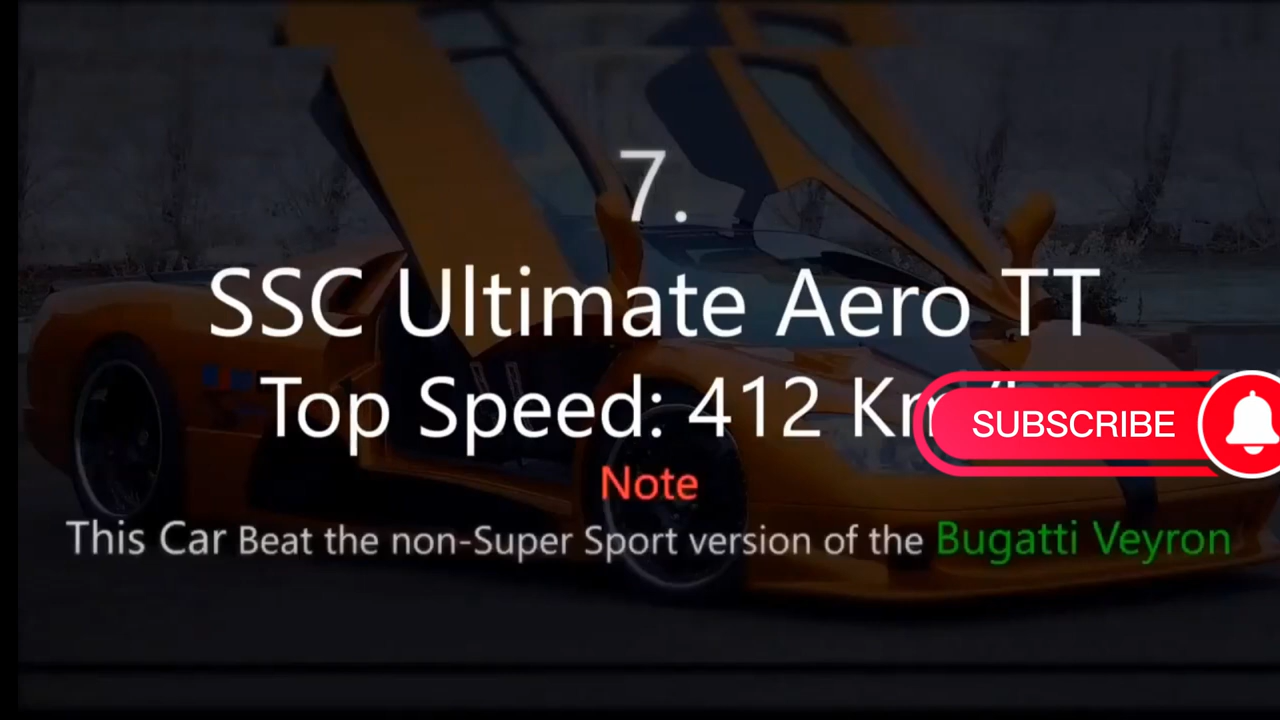 7.
SSC Ultimate Aero TT
Top Speed: 412
SUBSCRIBE
Note
This Car Beat the non-Super Sport version of the Bugatti Veyron